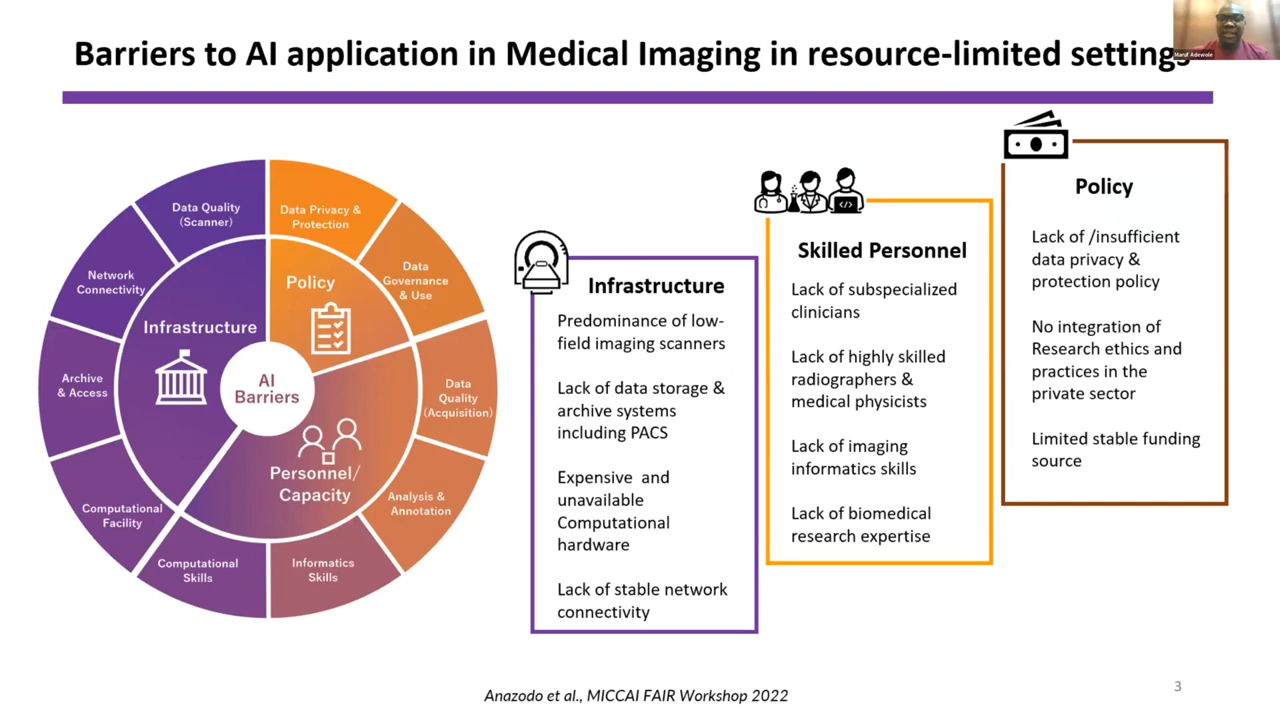 Barriers to AI application in Medical Imaging in resource-limited settings
Maruf Adewole
Data Quality
(Scanner)
Data Privacy &
Protection
Network
Connectivity
Policy
Data
Governance
& Use
Infrastructure
Archive
& Access
AI
Barriers
Data
Quality
(Acquisition)
Personnel/
Capacity
Computational
Facility
Analysis &
Annotation
Computational
Skills
Informatics
Skills
Infrastructure
Predominance of low-
field imaging scanners
Lack of data storage &
archive systems
including PACS
Expensive and
unavailable
Computational
hardware
Lack of stable network
connectivity
Skilled Personnel
Lack of subspecialized
clinicians
Lack of highly skilled
radiographers &
medical physicists
Lack of imaging
informatics skills
Lack of biomedical
research expertise
</>
Policy
Lack of /insufficient
data privacy &
protection policy
No integration of
Research ethics and
practices in the
private sector
Limited stable funding
source
Anazodo et al., MICCAI FAIR Workshop 2022
3